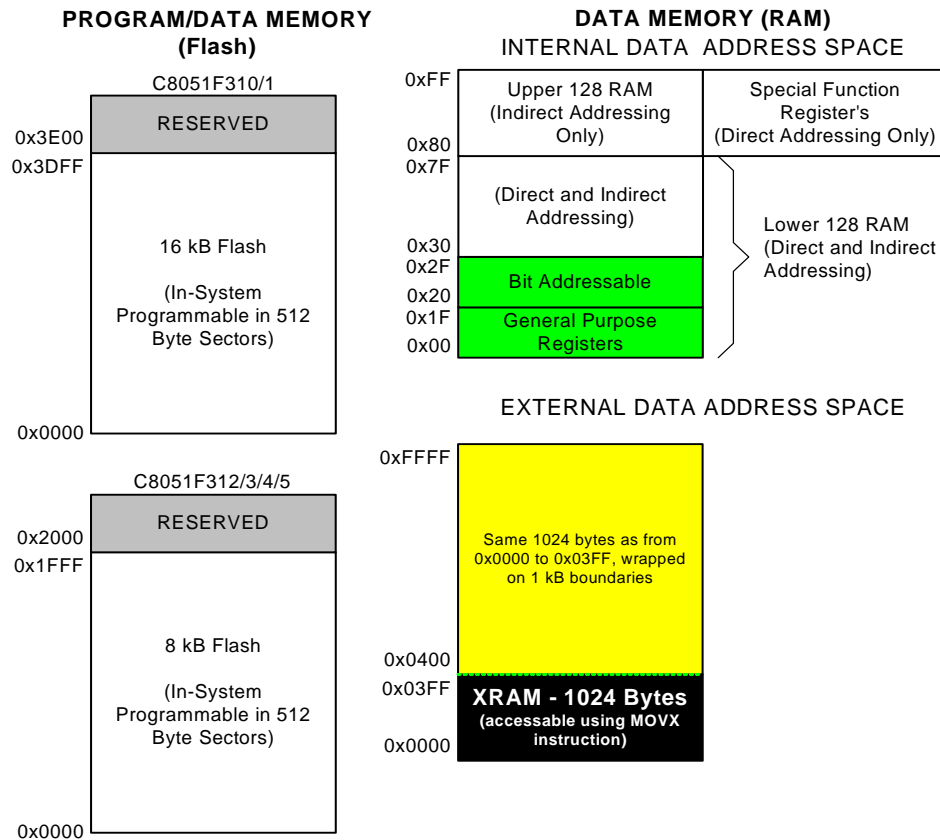 PROGRAM/DATA MEMORY
(Flash)
C8051F310/1
RESERVED
0x3E00
0x3DFF
16 kB Flash
(In-System
Programmable in 512
Byte Sectors)
0x0000
C8051F312/3/4/5
RESERVED
0x2000
0x1FFF
8 kB Flash
(In-System
Programmable in 512
Byte Sectors)
0x0000
DATA MEMORY (RAM)
INTERNAL DATA ADDRESS SPACE
0xFF
Upper 128 RAM
(Indirect Addressing
Only)
0x80
Special Function
Register's
(Direct Addressing Only)
0x7F
(Direct and Indirect
Addressing)
0x30
Lower 128 RAM
(Direct and Indirect
Addressing)
0x2F
Bit Addressable
0x20
0x1F
General Purpose
Registers
0x00
EXTERNAL DATA ADDRESS SPACE
0xFFFF
Same 1024 bytes as from
0x0000 to 0x03FF, wrapped
on 1 kB boundaries
0x0400
0x03FF
XRAM - 1024 Bytes
(accessable using MOVX
instruction)
0x0000